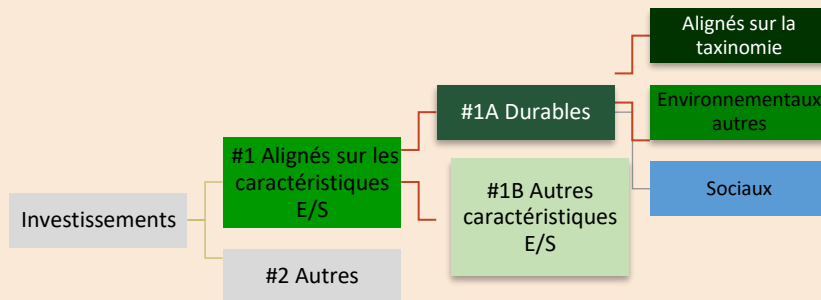 Investissements
#1 Alignés sur les
caractéristiques
E/S
#2 Autres
#1A Durables
#1B Autres
caractéristiques
E/S
Alignés sur la
taxinomie
Environnementaux
autres
Sociaux